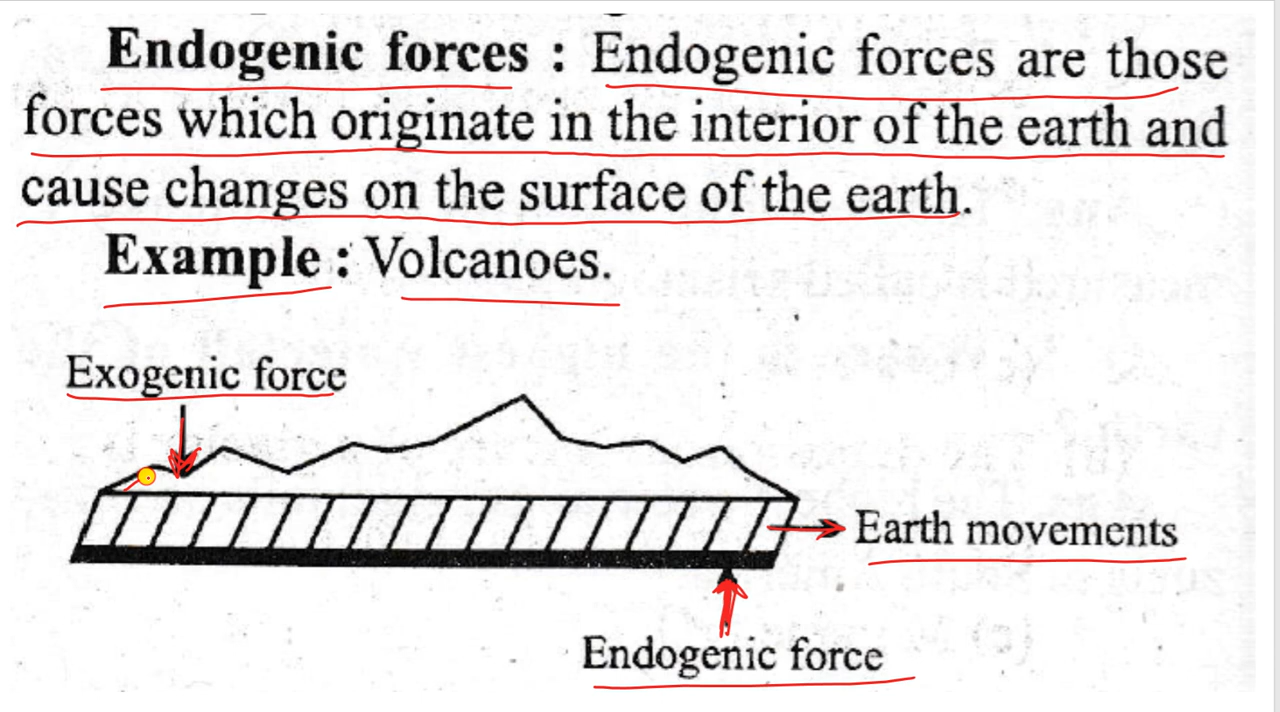 Endogenic forces : Endogenic forces are those
forces which originate in the interior of the earth and
cause changes on the surface of the earth.
Example : Volcanoes.
Exogenic force
Earth movements
Endogenic force